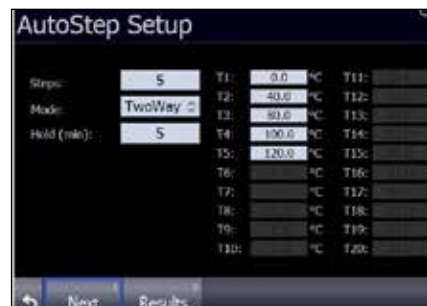 AutoStep Setup
Steps: 5
Mode: TwoWay
Hold (min): 5
T1: 0.0 °C
T2: 40.0 °C
T3: 80.0 °C
T4: 100.0 °C
T5: 120.0 °C
T6: °C
T7: °C
T8: °C
T9: °C
T10: °C
T11:
T12:
T13:
T14:
T15:
T16:
T17:
T18:
T19:
T20:
Next Results